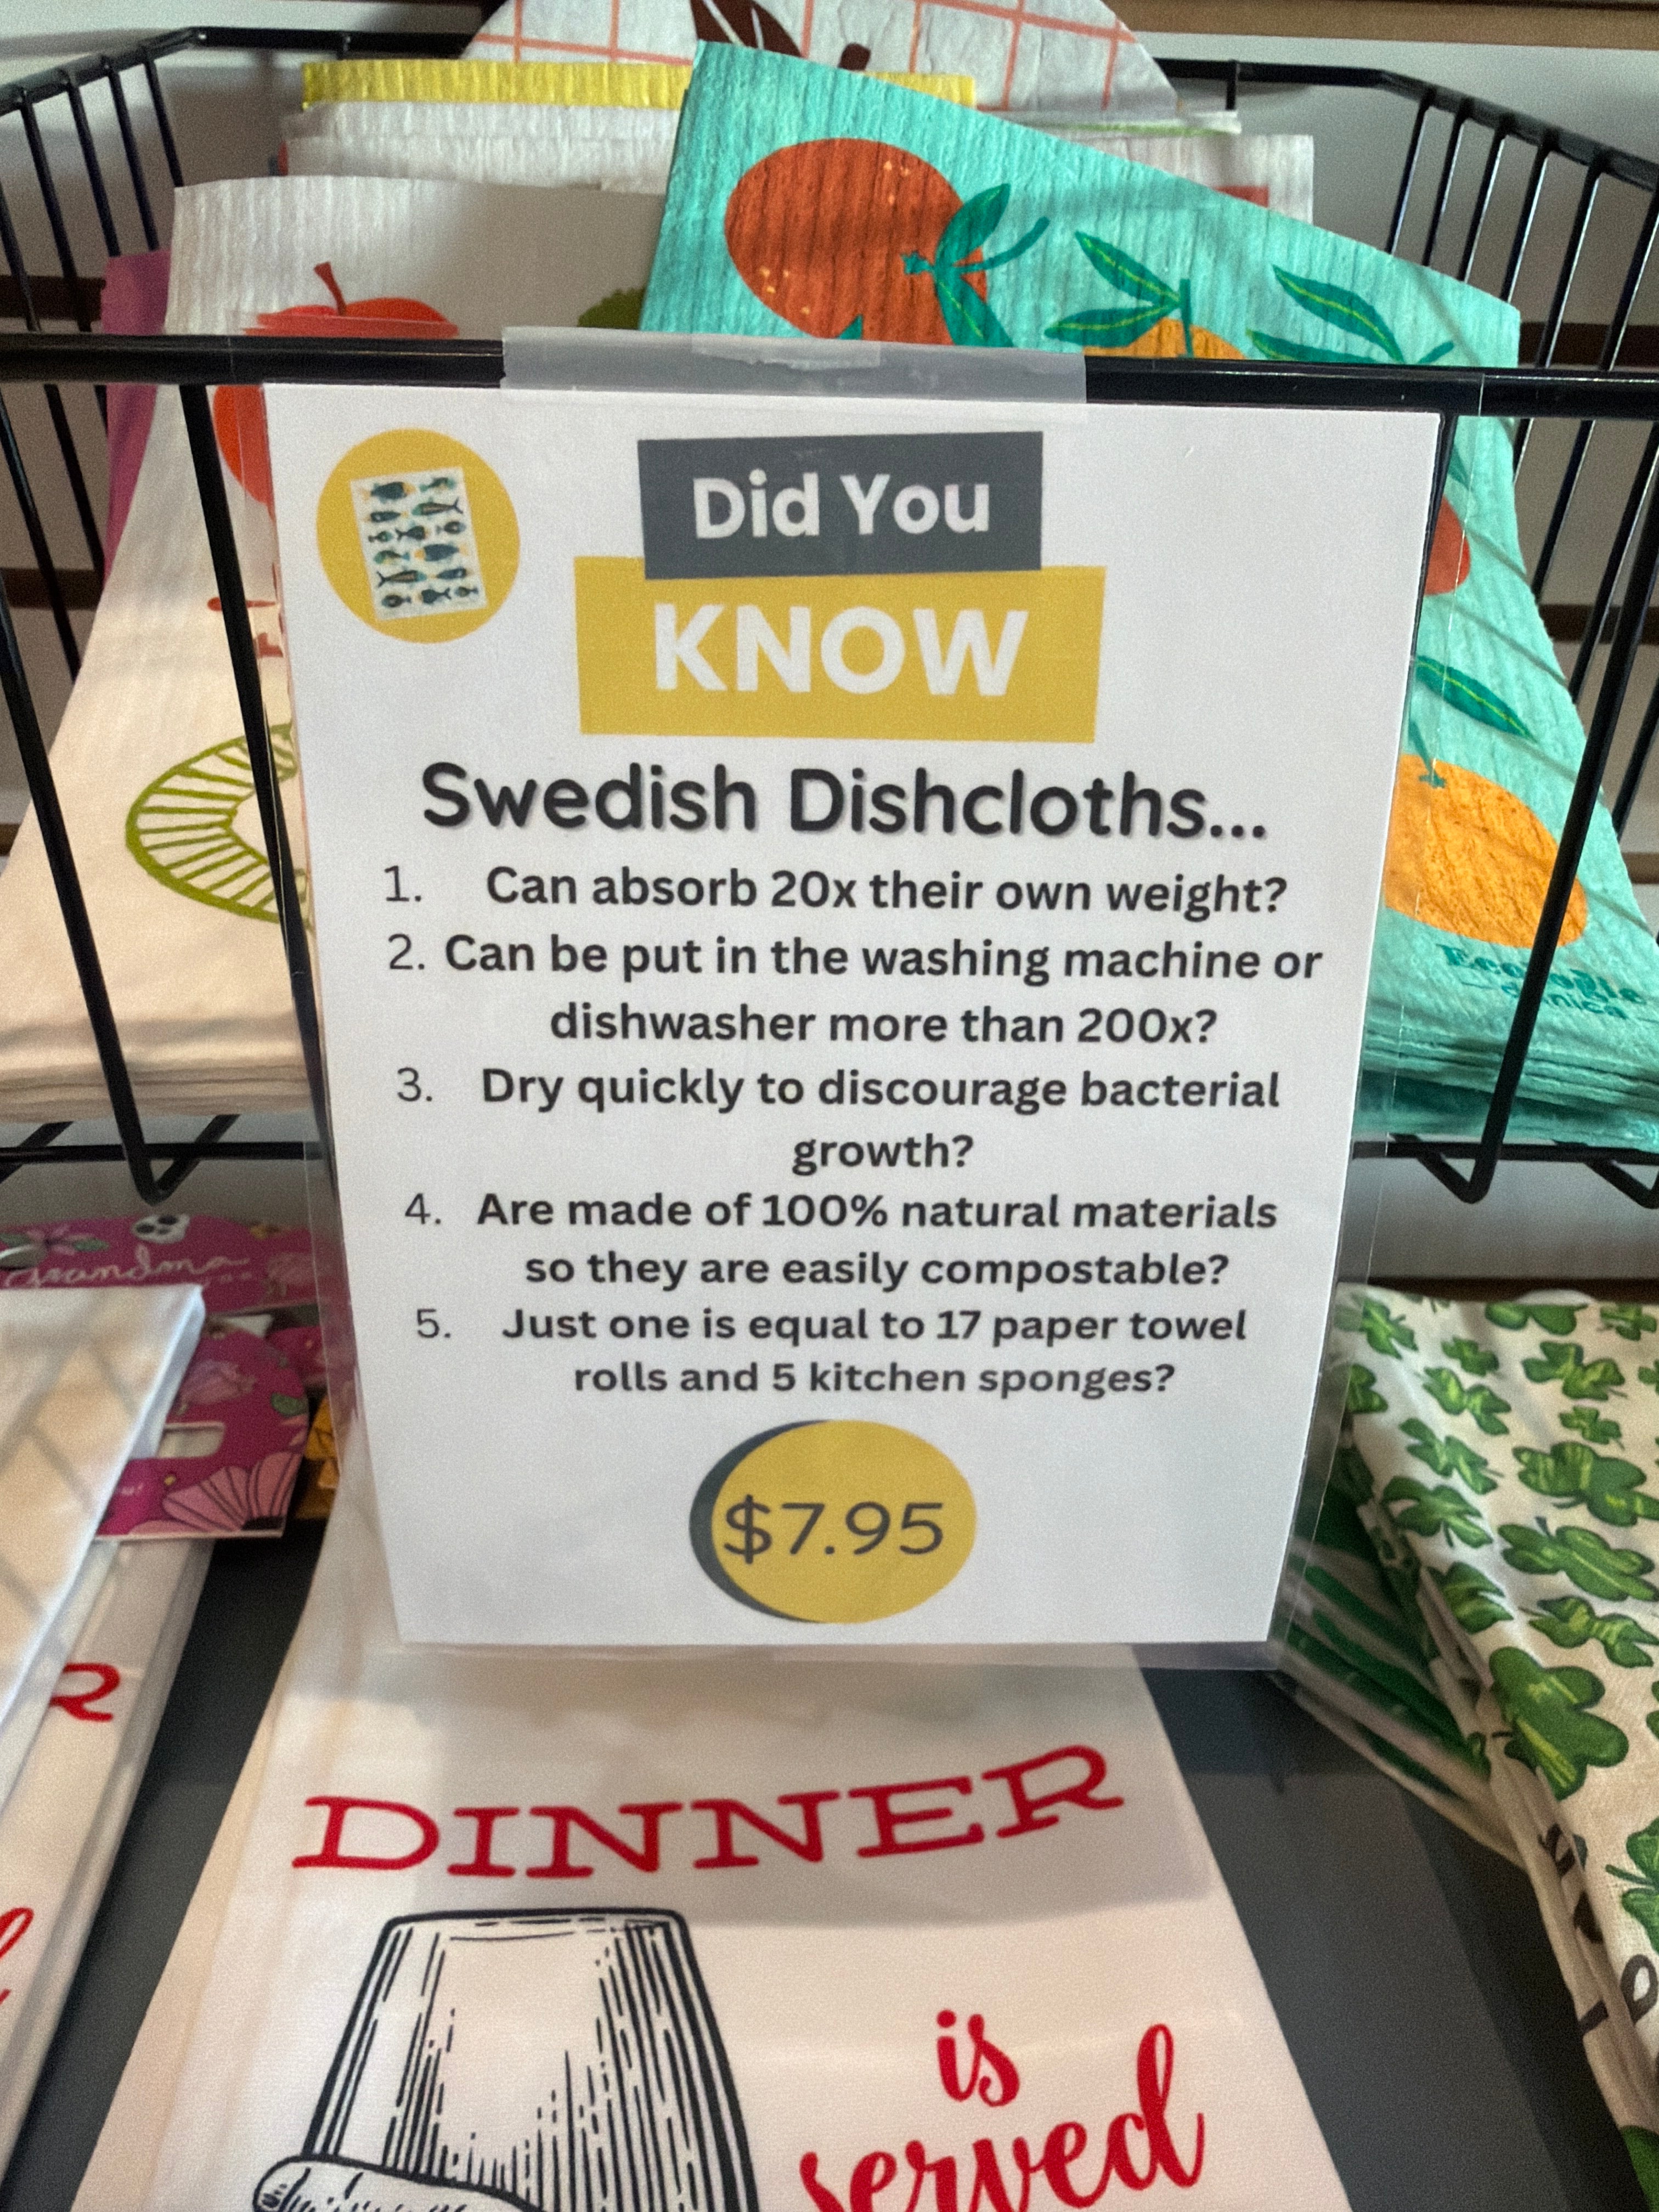 Did You
KNOW
Swedish Dishcloths...
1. Can absorb 20x their own weight?
2. Can be put in the washing machine or
dishwasher more than 200x?
3. Dry quickly to discourage bacterial
growth?
4. Are made of 100% natural materials
so they are easily compostable?
5. Just one is equal to 17 paper towel
rolls and 5 kitchen sponges?
$7.95
grandma
R
DINNER
is
served